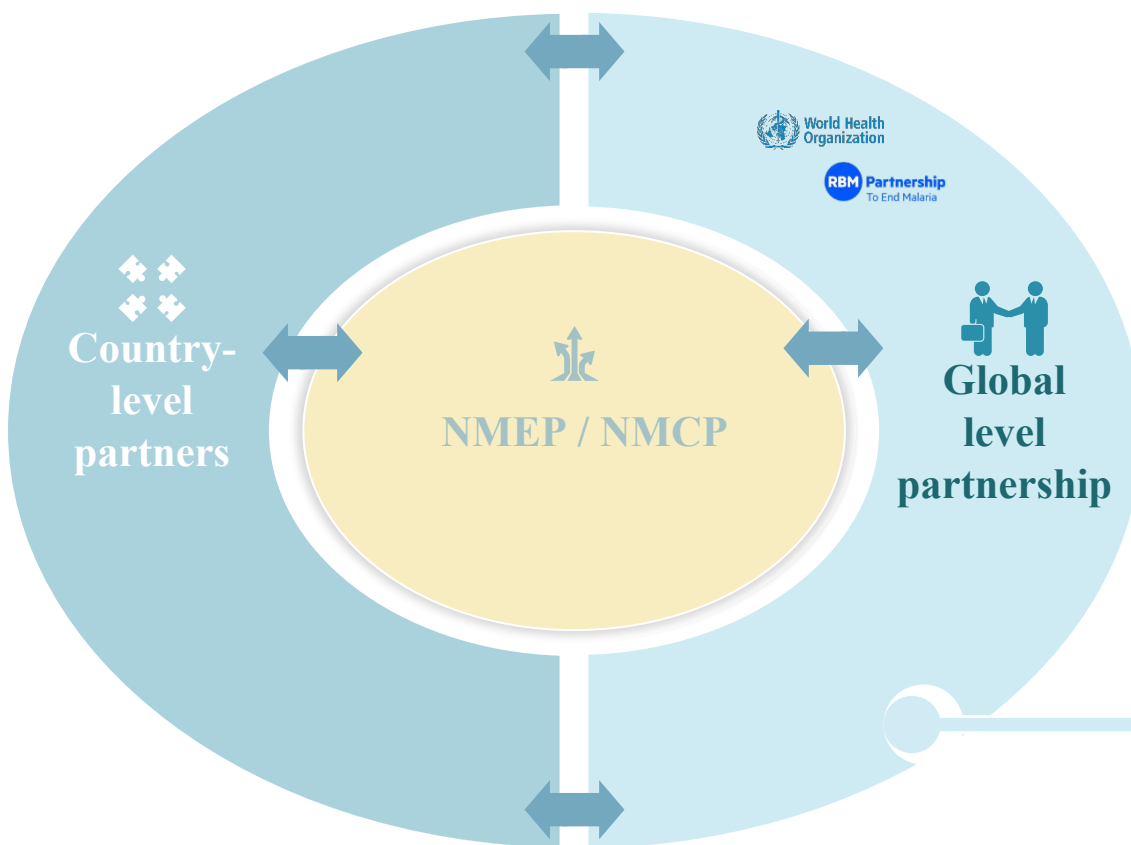 World Health
Organization
RBM Partnership
To End Malaria
Country-
level
partners
NMEP / NMCP
Global
level
partnership